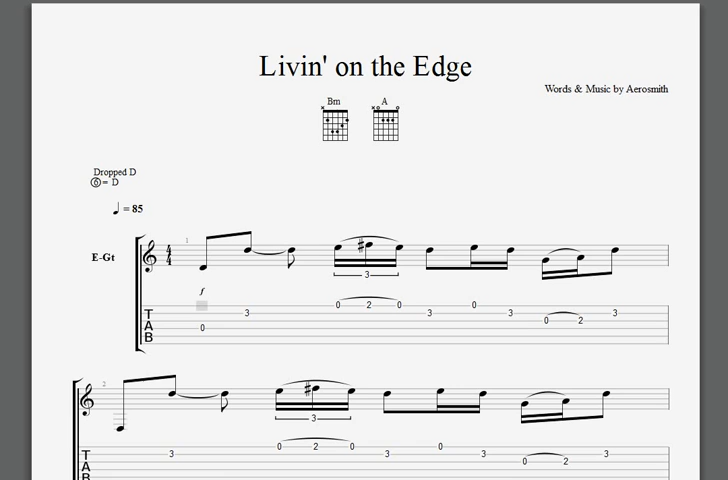 Livin' on the Edge
Words & Music by Aerosmith
Bm A
Dropped D
⑥ = D
♩ = 85
E-Gt
1
4
4
3
f
TAB
0 3 0 2 0 3 0 3 0 2 3
2
3
TAB
3 0 2 0 3 0 3 0 2 3